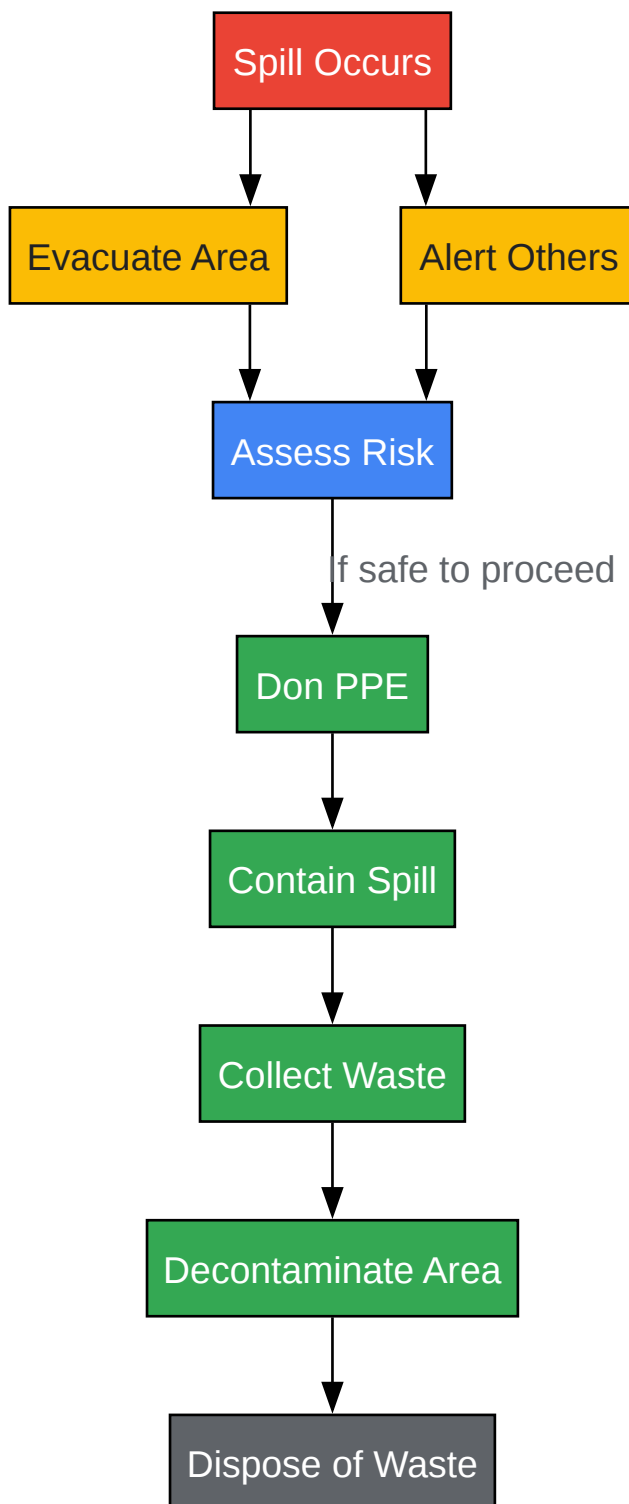 Spill Occurs
Evacuate Area
Alert Others
Assess Risk
If safe to proceed
Don PPE
Contain Spill
Collect Waste
Decontaminate Area
Dispose of Waste